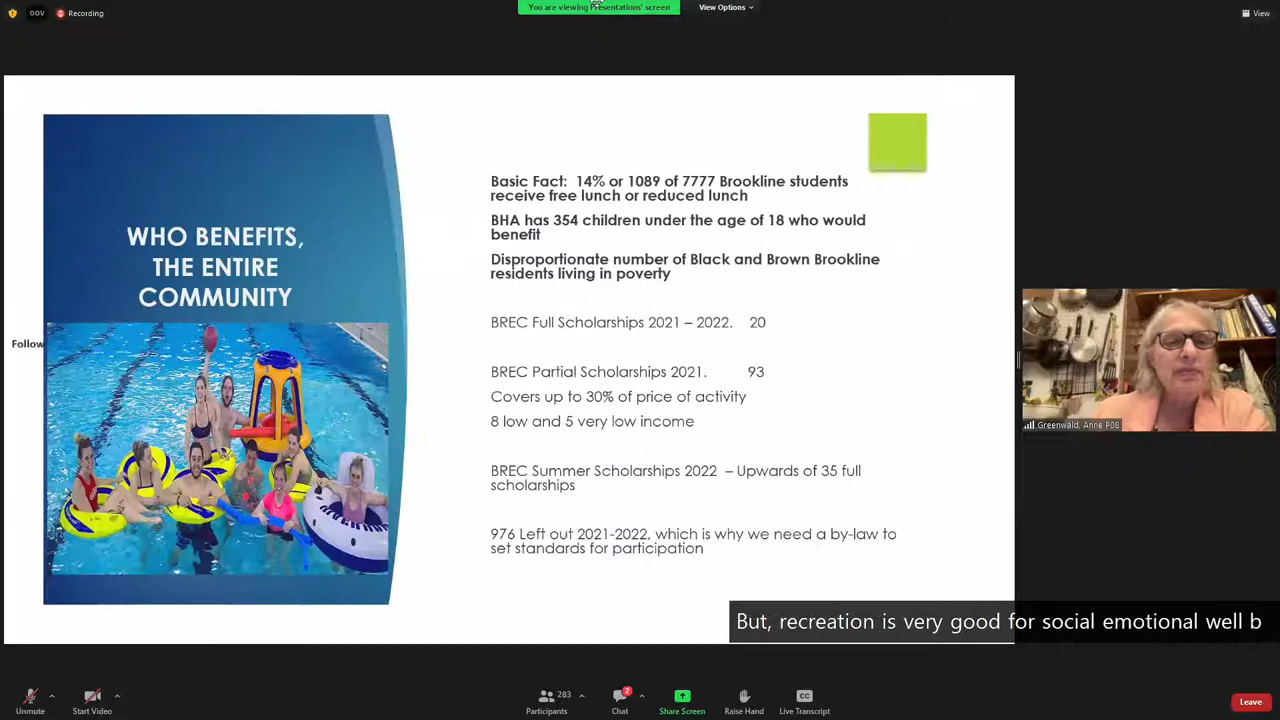 GOV
Recording
You are viewing Presentations' screen
View Options
View
WHO BENEFITS,
THE ENTIRE
COMMUNITY
Follow
Basic Fact: 14% or 1089 of 7777 Brookline students
receive free lunch or reduced lunch
BHA has 354 children under the age of 18 who would
benefit
Disproportionate number of Black and Brown Brookline
residents living in poverty
BREC Full Scholarships 2021 – 2022. 20
BREC Partial Scholarships 2021. 93
Covers up to 30% of price of activity
8 low and 5 very low income
BREC Summer Scholarships 2022 – Upwards of 35 full
scholarships
976 Left out 2021-2022, which is why we need a by-law to
set standards for participation
Greenwald, Anne P08
But, recreation is very good for social emotional well b
Unmute
Start Video
283
Participants
2
Chat
Share Screen
Raise Hand
CC
Live Transcript
Leave